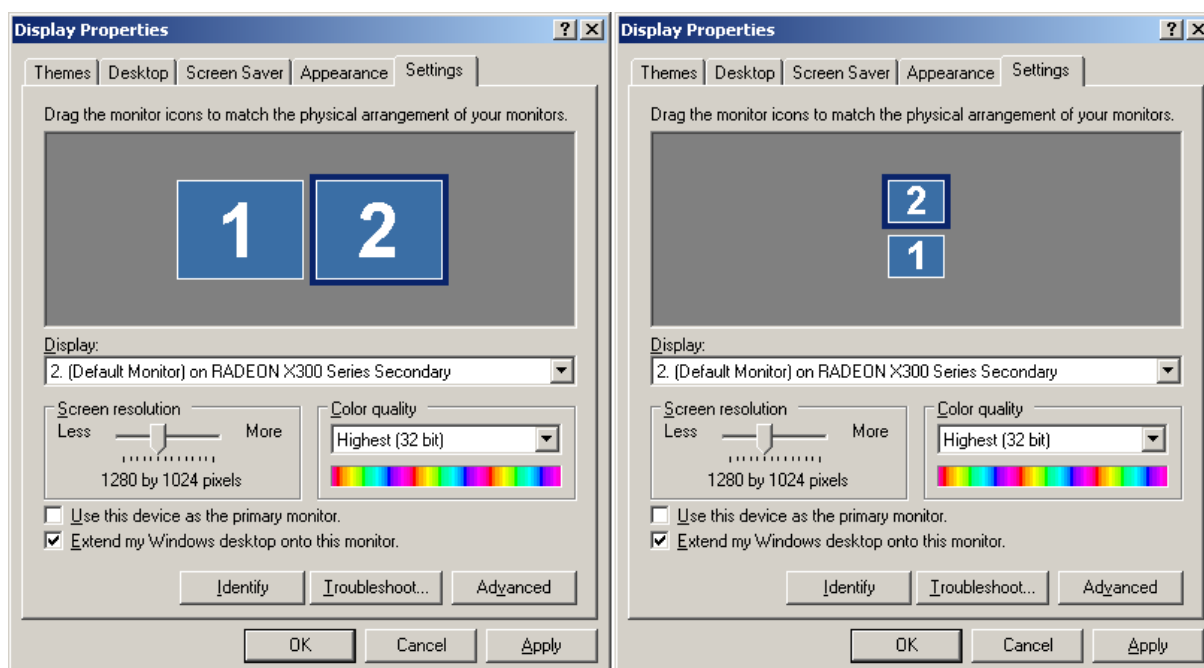 Display Properties
Themes Desktop Screen Saver Appearance Settings
Drag the monitor icons to match the physical arrangement of your monitors.
1 2
Display:
2. (Default Monitor) on RADEON X300 Series Secondary
Screen resolution Color quality
Less More Highest (32 bit)
1280 by 1024 pixels
Use this device as the primary monitor.
Extend my Windows desktop onto this monitor.
Identify Troubleshoot... Advanced
OK Cancel Apply
Display Properties
Themes Desktop Screen Saver Appearance Settings
Drag the monitor icons to match the physical arrangement of your monitors.
2
1
Display:
2. (Default Monitor) on RADEON X300 Series Secondary
Screen resolution Color quality
Less More Highest (32 bit)
1280 by 1024 pixels
Use this device as the primary monitor.
Extend my Windows desktop onto this monitor.
Identify Troubleshoot... Advanced
OK Cancel Apply